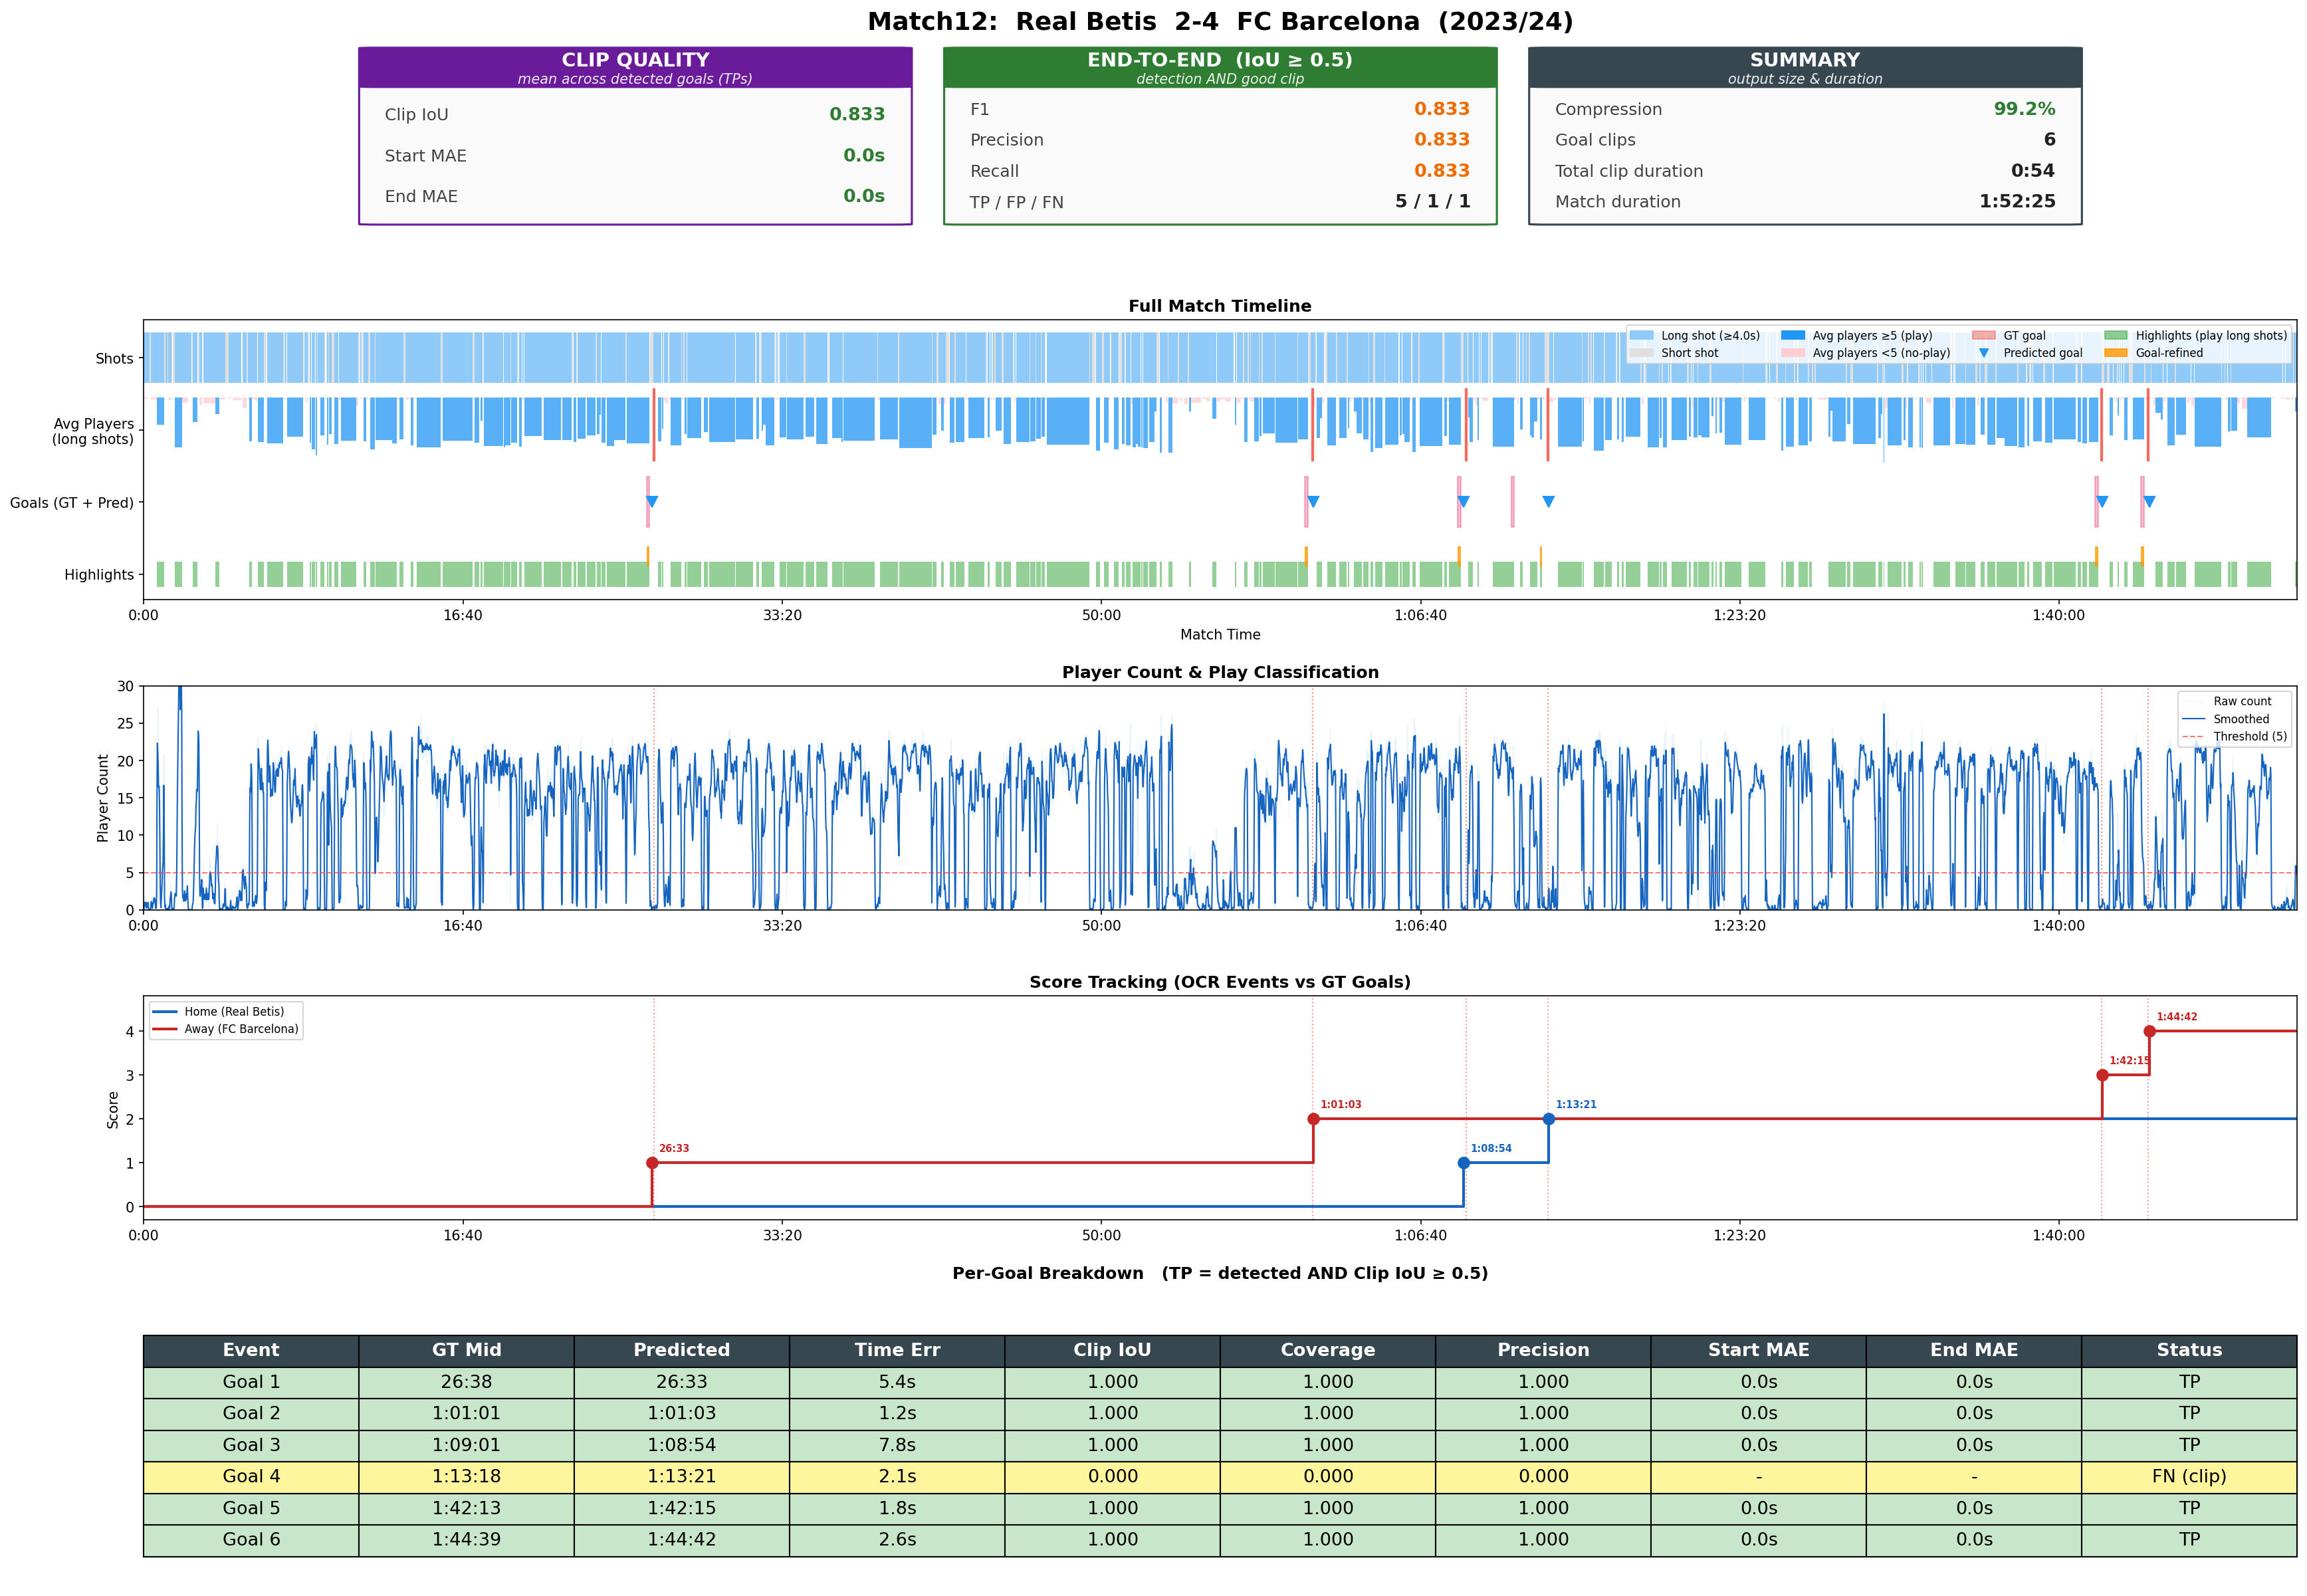 Match12:  Real Betis  2-4  FC Barcelona  (2023/24)
CLIP QUALITY
mean across detected goals (TPs)
Clip IoU 0.833
Start MAE 0.0s
End MAE 0.0s
END-TO-END  (IoU ≥ 0.5)
detection AND good clip
F1 0.833
Precision 0.833
Recall 0.833
TP / FP / FN 5 / 1 / 1
SUMMARY
output size & duration
Compression 99.2%
Goal clips 6
Total clip duration 0:54
Match duration 1:52:25
Full Match Timeline
Long shot (≥4.0s) Avg players ≥5 (play) GT goal Highlights (play long shots)
Short shot Avg players <5 (no-play) Predicted goal Goal-refined
Shots
Avg Players
(long shots)
Goals (GT + Pred)
Highlights
0:00 16:40 33:20 50:00 1:06:40 1:23:20 1:40:00
Match Time
Player Count & Play Classification
Raw count
Smoothed
Threshold (5)
Player Count
30
25
20
15
10
5
0
0:00 16:40 33:20 50:00 1:06:40 1:23:20 1:40:00
Score Tracking (OCR Events vs GT Goals)
Home (Real Betis)
Away (FC Barcelona)
Score
4
3
2
1
0
26:33
1:01:03
1:08:54
1:13:21
1:42:15
1:44:42
0:00 16:40 33:20 50:00 1:06:40 1:23:20 1:40:00
Per-Goal Breakdown   (TP = detected AND Clip IoU ≥ 0.5)
Event GT Mid Predicted Time Err Clip IoU Coverage Precision Start MAE End MAE Status
Goal 1 26:38 26:33 5.4s 1.000 1.000 1.000 0.0s 0.0s TP
Goal 2 1:01:01 1:01:03 1.2s 1.000 1.000 1.000 0.0s 0.0s TP
Goal 3 1:09:01 1:08:54 7.8s 1.000 1.000 1.000 0.0s 0.0s TP
Goal 4 1:13:18 1:13:21 2.1s 0.000 0.000 0.000 - - FN (clip)
Goal 5 1:42:13 1:42:15 1.8s 1.000 1.000 1.000 0.0s 0.0s TP
Goal 6 1:44:39 1:44:42 2.6s 1.000 1.000 1.000 0.0s 0.0s TP